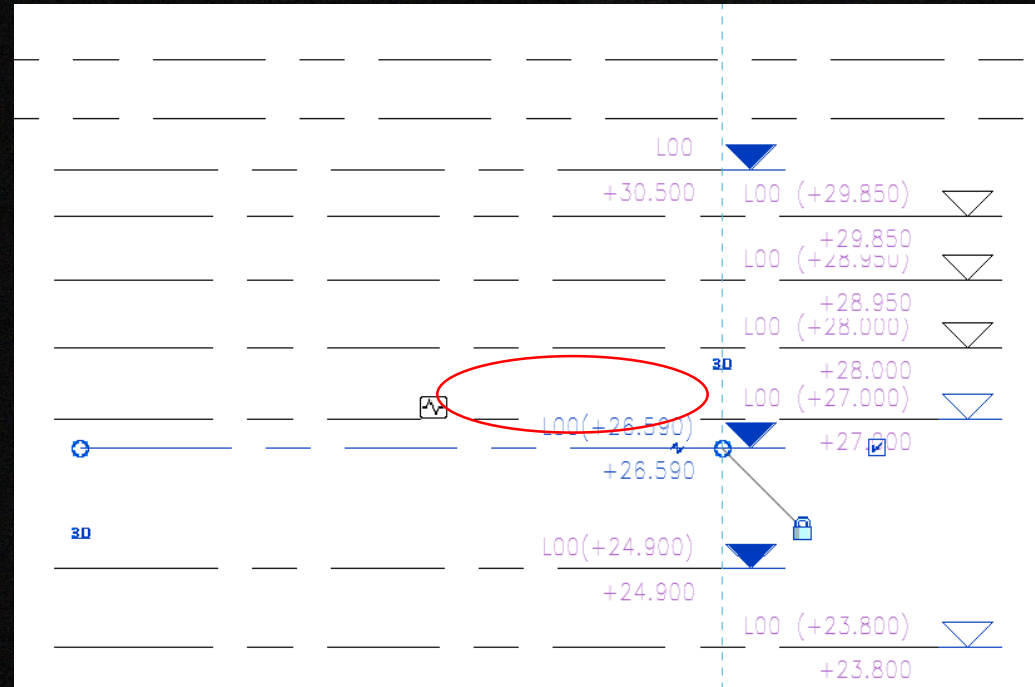 L00
+30.500
L00 (+29.850)
+29.850
L00 (+28.950)
+28.950
L00 (+28.000)
+28.000
3D
L00 (+27.000)
+27.000
L00(+26.590)
+26.590
3D
L00(+24.900)
+24.900
L00 (+23.800)
+23.800